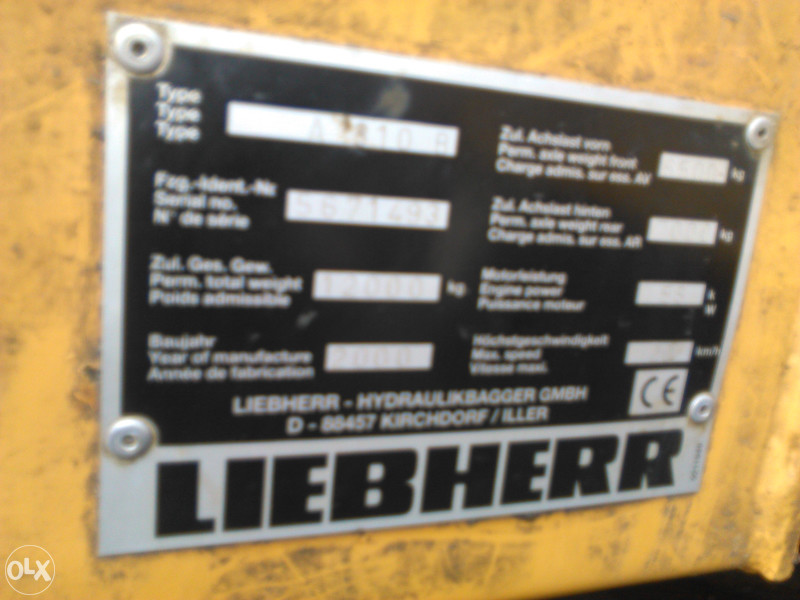 Type
Type
Type
Zul. Achslast vorn
Perm. axle weight front kg
Charge admis. sur ess. AV
Fzg.-Ident.-Nr
Serial no. 5671493
N° de série
Zul. Achslast hinten
Perm. axle weight rear kg
Charge admis. sur ess. AR
Zul. Ges. Gew.
Perm. total weight 12000 kg
Poids admissible
Motorleistung
Engine power
Puissance moteur
Baujahr
Year of manufacture 2000
Année de fabrication
Höchstgeschwindigkeit
Max. speed km/h
Vitesse maxi.
LIEBHERR - HYDRAULIKBAGGER GMBH
D - 88457 KIRCHDORF / ILLER
CE
LIEBHERR
OLX